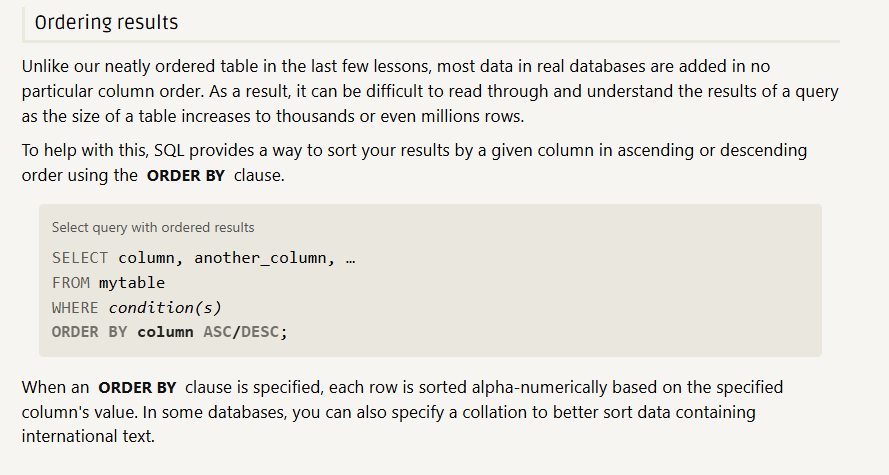 Ordering results
Unlike our neatly ordered table in the last few lessons, most data in real databases are added in no
particular column order. As a result, it can be difficult to read through and understand the results of a query
as the size of a table increases to thousands or even millions rows.
To help with this, SQL provides a way to sort your results by a given column in ascending or descending
order using the ORDER BY clause.
Select query with ordered results
SELECT column, another_column, …
FROM mytable
WHERE condition(s)
ORDER BY column ASC/DESC;
When an ORDER BY clause is specified, each row is sorted alpha-numerically based on the specified
column's value. In some databases, you can also specify a collation to better sort data containing
international text.